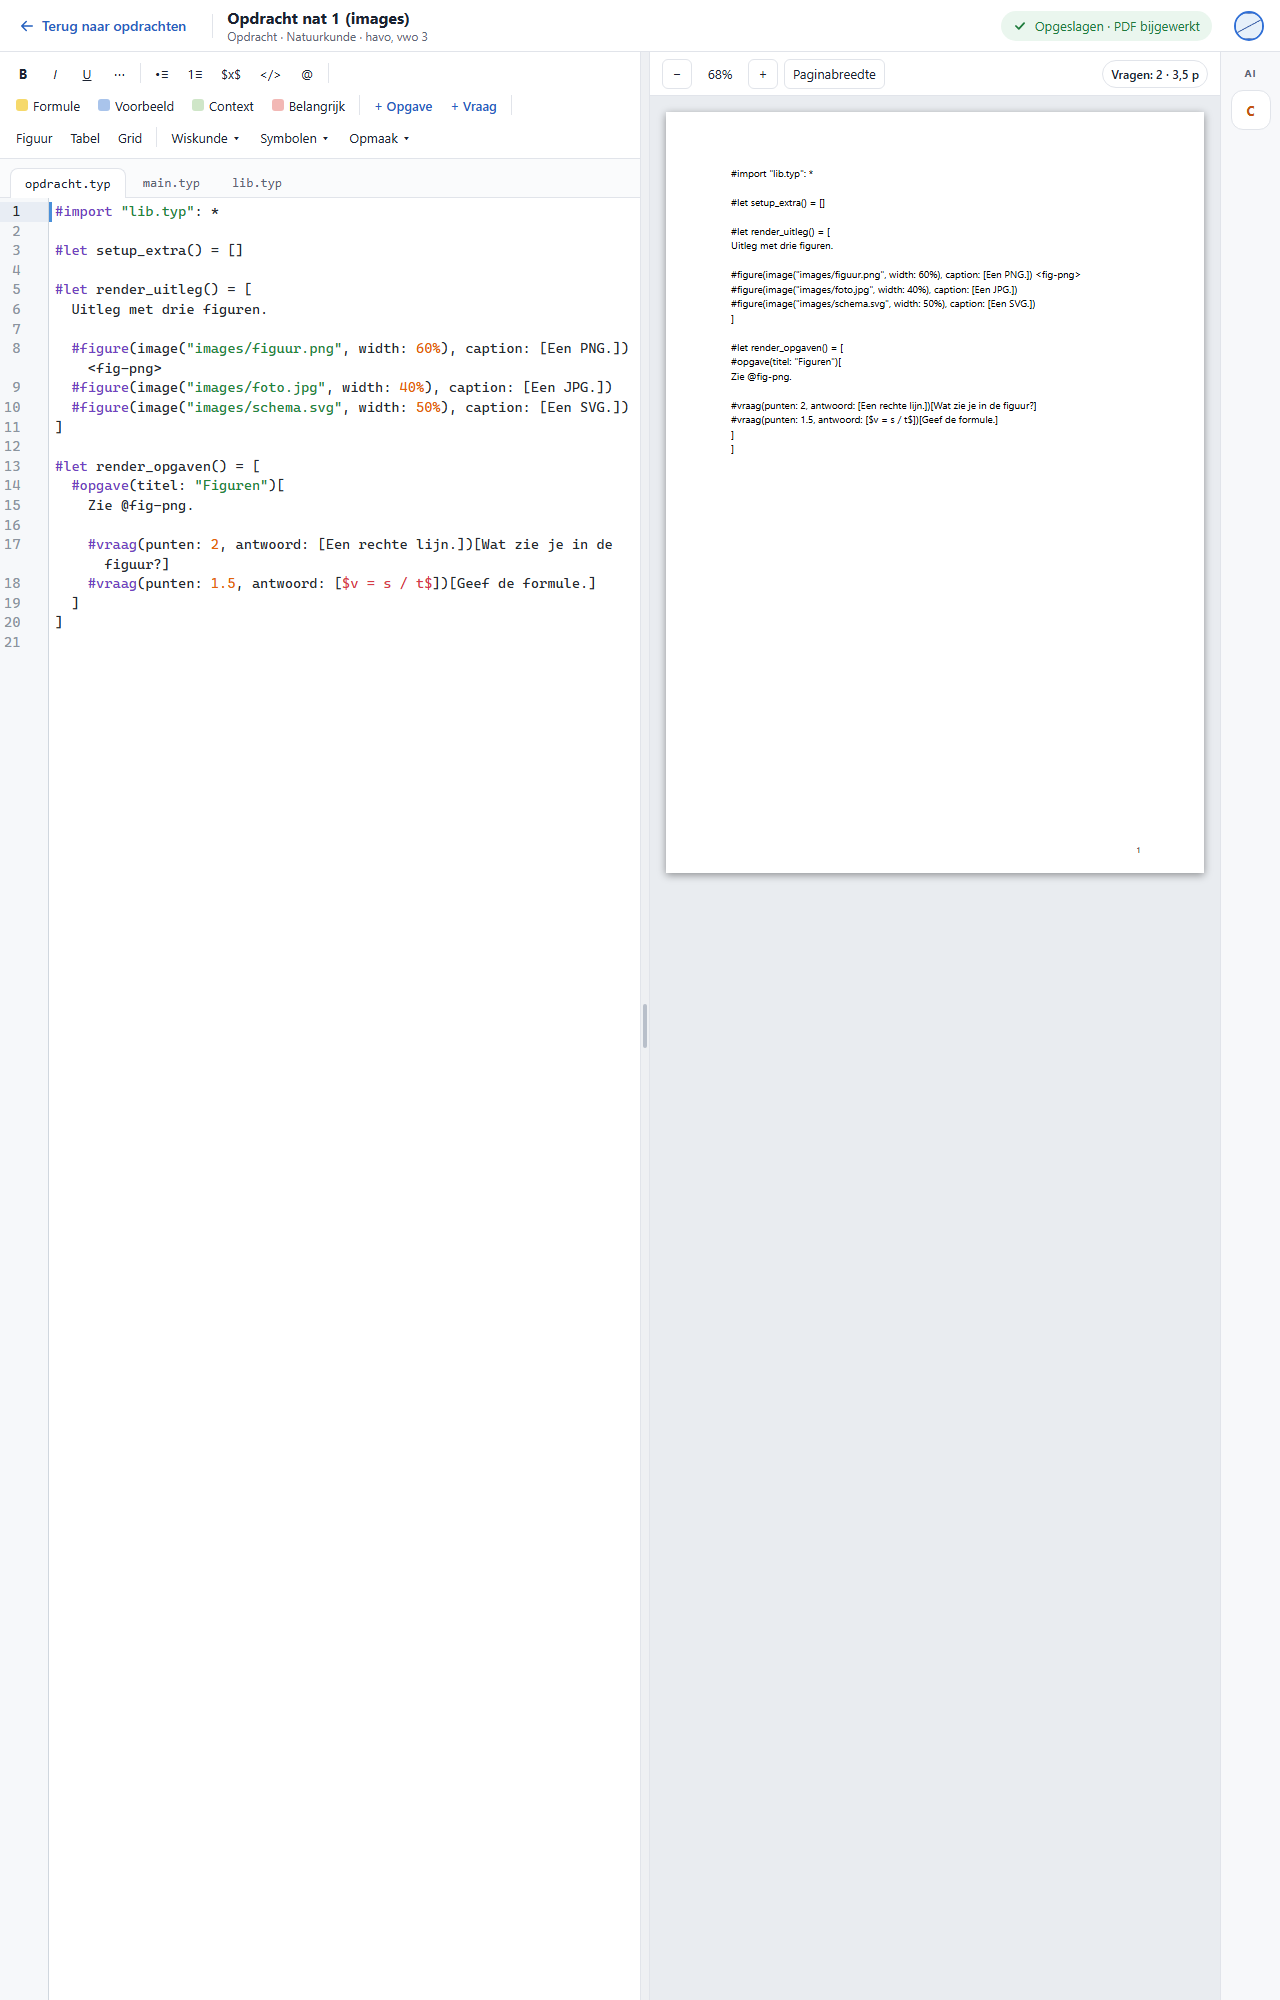 Terug naar opdrachten
Opdracht nat 1 (images)
Opdracht · Natuurkunde · havo, vwo 3
Opgeslagen · PDF bijgewerkt
B I U ··· •≡ 1≡ $x$ </> @
Formule Voorbeeld Context Belangrijk + Opgave + Vraag
Figuur Tabel Grid Wiskunde Symbolen Opmaak
opdracht.typ main.typ lib.typ
1 #import "lib.typ": *
2
3 #let setup_extra() = []
4
5 #let render_uitleg() = [
6 Uitleg met drie figuren.
7
8 #figure(image("images/figuur.png", width: 60%), caption: [Een PNG.])
<fig-png>
9 #figure(image("images/foto.jpg", width: 40%), caption: [Een JPG.])
10 #figure(image("images/schema.svg", width: 50%), caption: [Een SVG.])
11 ]
12
13 #let render_opgaven() = [
14 #opgave(titel: "Figuren")[
15 Zie @fig-png.
16
17 #vraag(punten: 2, antwoord: [Een rechte lijn.])[Wat zie je in de
figuur?]
18 #vraag(punten: 1.5, antwoord: [$v = s / t$])[Geef de formule.]
19 ]
20 ]
21
− 68% + Paginabreedte Vragen: 2 · 3,5 p
#import "lib.typ": *
#let setup_extra() = []
#let render_uitleg() = [
Uitleg met drie figuren.
#figure(image("images/figuur.png", width: 60%), caption: [Een PNG.]) <fig-png>
#figure(image("images/foto.jpg", width: 40%), caption: [Een JPG.])
#figure(image("images/schema.svg", width: 50%), caption: [Een SVG.])
]
#let render_opgaven() = [
#opgave(titel: "Figuren")[
Zie @fig-png.
#vraag(punten: 2, antwoord: [Een rechte lijn.])[Wat zie je in de figuur?]
#vraag(punten: 1.5, antwoord: [$v = s / t$])[Geef de formule.]
]
]
1
AI
C